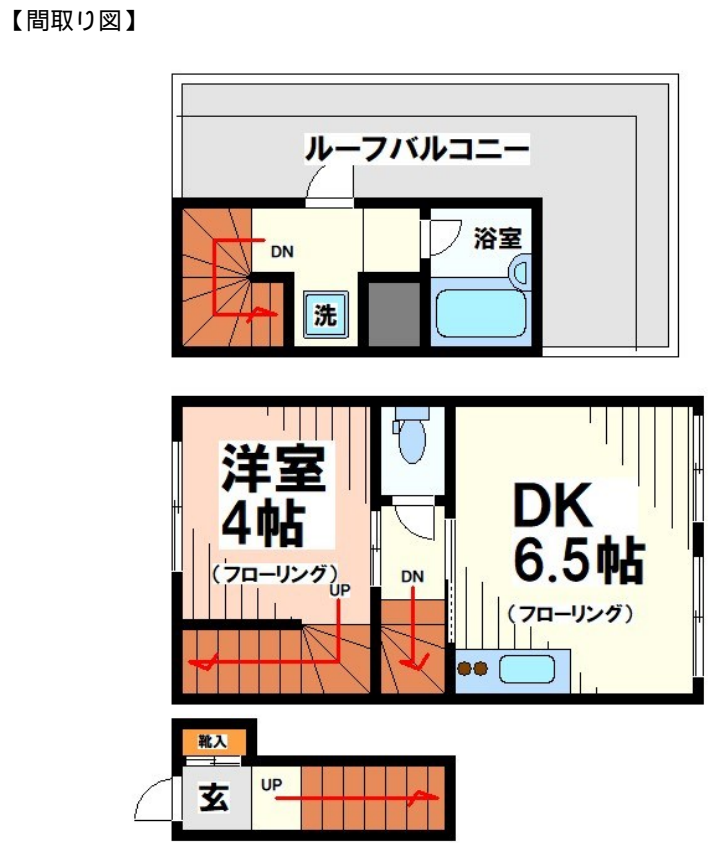 【間取り図】
ルーフバルコニー
浴室
DN
洗
洋室
4帖
(フローリング)
UP
DN
DK
6.5帖
(フローリング)
靴入
玄
UP